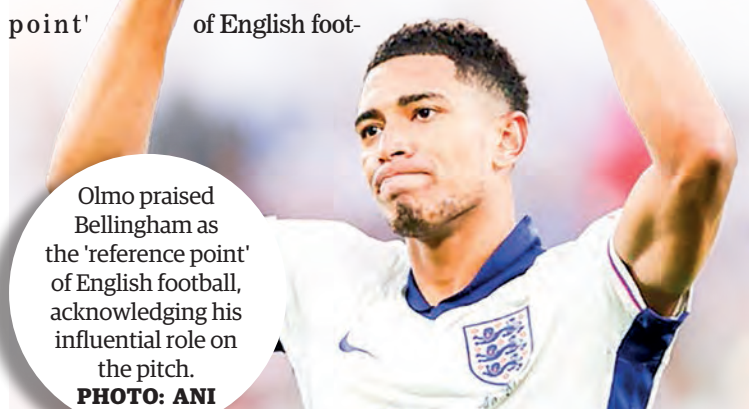 point' of English foot-
Olmo praised
Bellingham as
the 'reference point'
of English football,
acknowledging his
influential role on
the pitch.
PHOTO: ANI